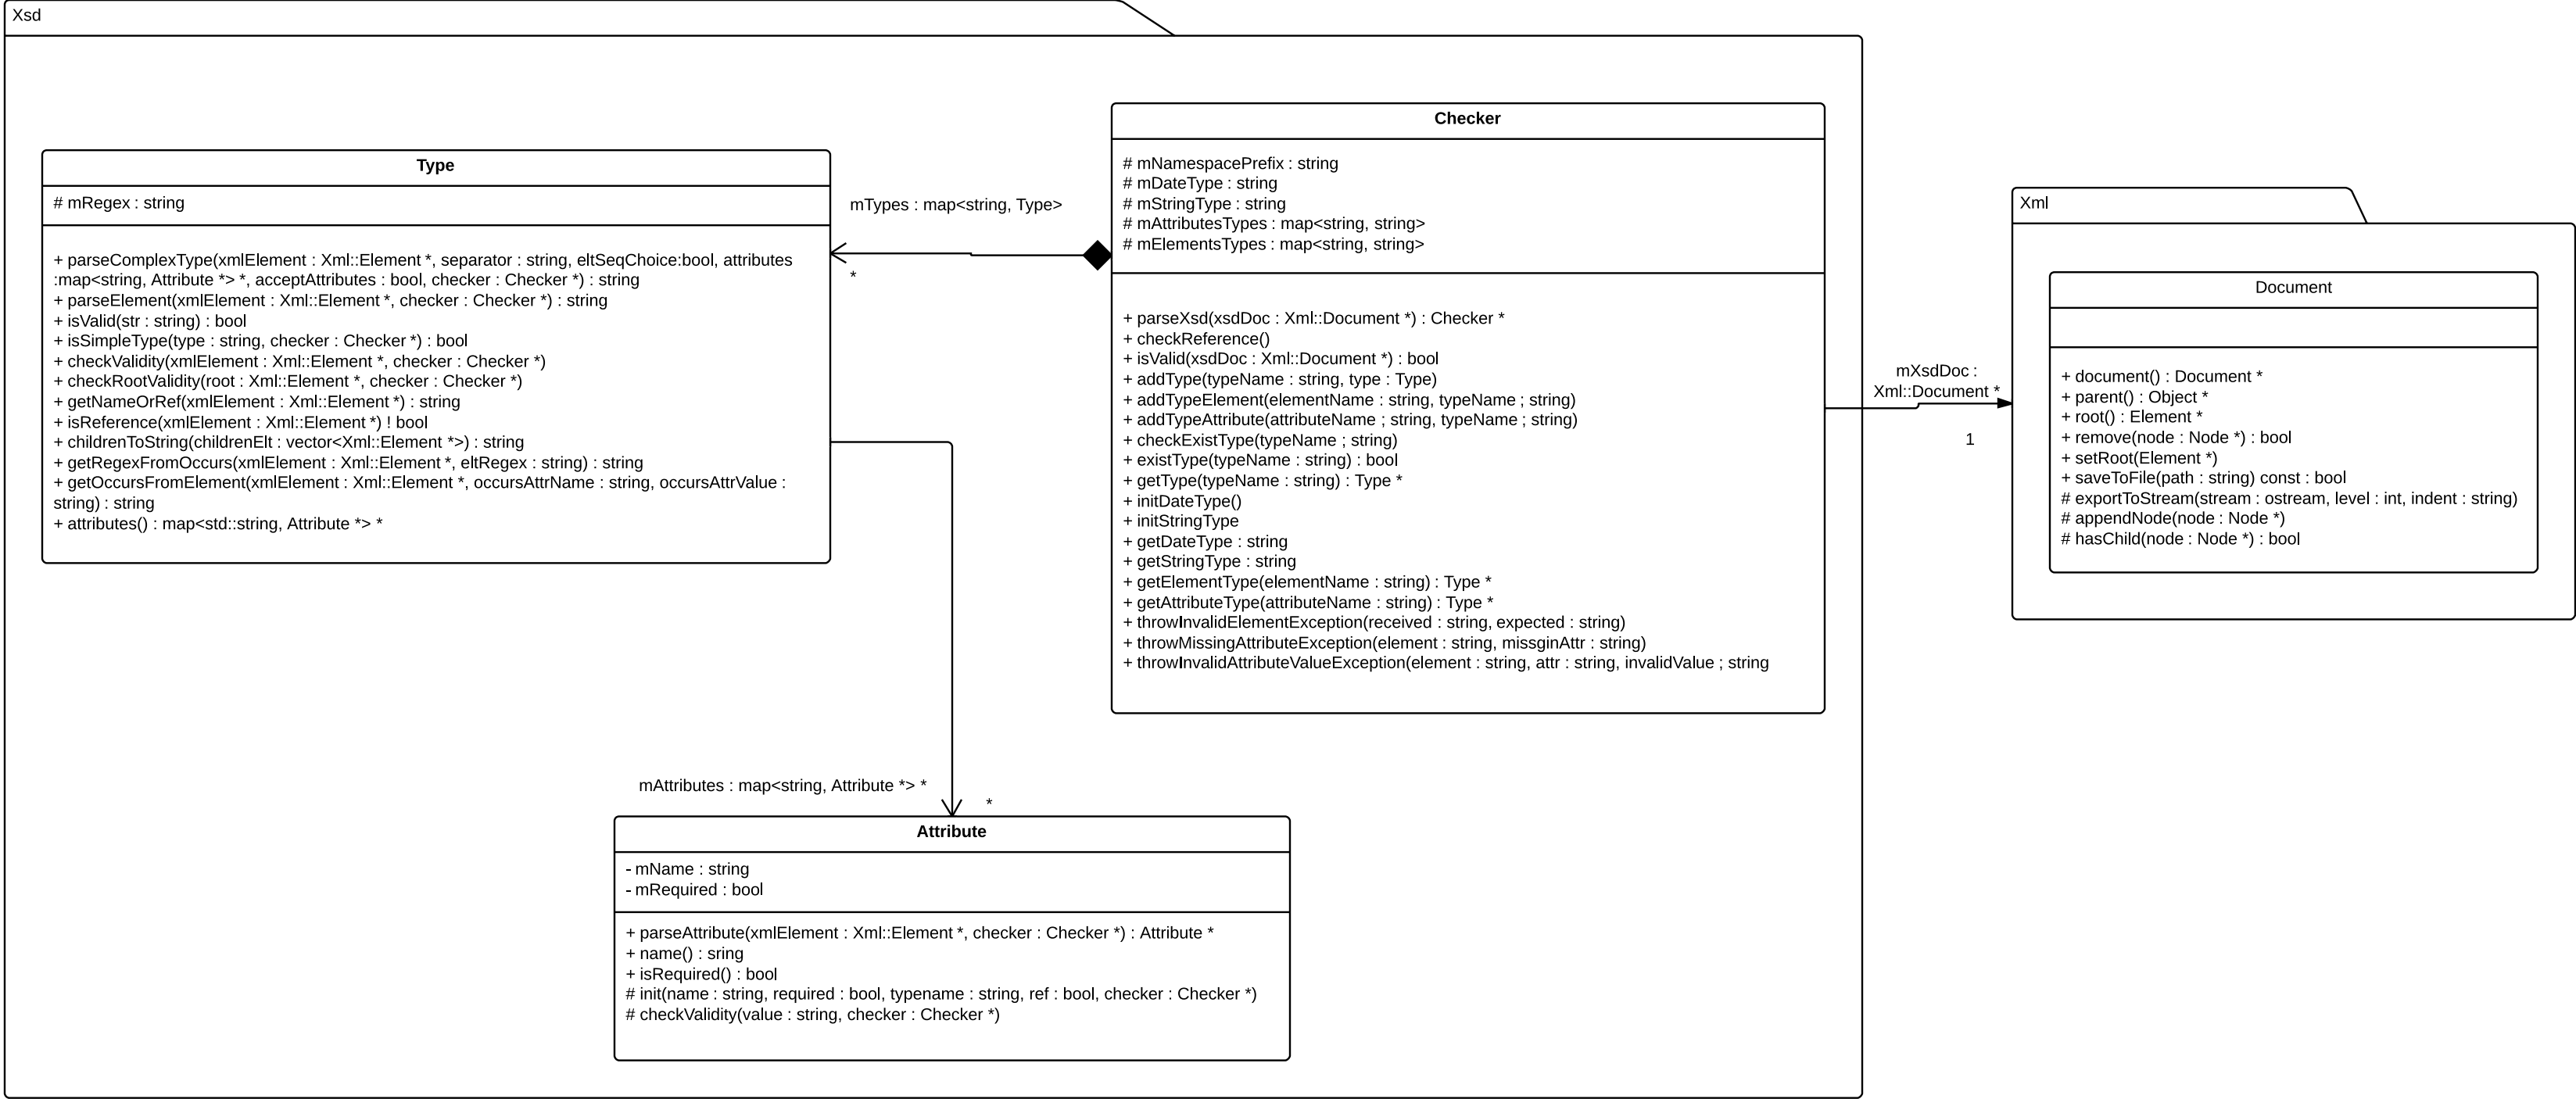 Xsd
Type
# mRegex : string
+ parseComplexType(xmlElement : Xml::Element *, separator : string, eltSeqChoice:bool, attributes
:map<string, Attribute *> *, acceptAttributes : bool, checker : Checker *) : string
+ parseElement(xmlElement : Xml::Element *, checker : Checker *) : string
+ isValid(str : string) : bool
+ isSimpleType(type : string, checker : Checker *) : bool
+ checkValidity(xmlElement : Xml::Element *, checker : Checker *)
+ checkRootValidity(root : Xml::Element *, checker : Checker *)
+ getNameOrRef(xmlElement : Xml::Element *) : string
+ isReference(xmlElement : Xml::Element *) ! bool
+ childrenToString(childrenElt : vector<Xml::Element *>) : string
+ getRegexFromOccurs(xmlElement : Xml::Element *, eltRegex : string) : string
+ getOccursFromElement(xmlElement : Xml::Element *, occursAttrName : string, occursAttrValue :
string) : string
+ attributes() : map<std::string, Attribute *> *
mTypes : map<string, Type>
*
Checker
# mNamespacePrefix : string
# mDateType : string
# mStringType : string
# mAttributesTypes : map<string, string>
# mElementsTypes : map<string, string>
+ parseXsd(xsdDoc : Xml::Document *) : Checker *
+ checkReference()
+ isValid(xsdDoc : Xml::Document *) : bool
+ addType(typeName : string, type : Type)
+ addTypeElement(elementName : string, typeName ; string)
+ addTypeAttribute(attributeName ; string, typeName ; string)
+ checkExistType(typeName ; string)
+ existType(typeName : string) : bool
+ getType(typeName : string) : Type *
+ initDateType()
+ initStringType
+ getDateType : string
+ getStringType : string
+ getElementType(elementName : string) : Type *
+ getAttributeType(attributeName : string) : Type *
+ throwInvalidElementException(received : string, expected : string)
+ throwMissingAttributeException(element : string, missginAttr : string)
+ throwInvalidAttributeValueException(element : string, attr : string, invalidValue ; string
mXsdDoc :
Xml::Document *
1
Xml
Document
+ document() : Document *
+ parent() : Object *
+ root() : Element *
+ remove(node : Node *) : bool
+ setRoot(Element *)
+ saveToFile(path : string) const : bool
# exportToStream(stream : ostream, level : int, indent : string)
# appendNode(node : Node *)
# hasChild(node : Node *) : bool
mAttributes : map<string, Attribute *> *
*
Attribute
- mName : string
- mRequired : bool
+ parseAttribute(xmlElement : Xml::Element *, checker : Checker *) : Attribute *
+ name() : sring
+ isRequired() : bool
# init(name : string, required : bool, typename : string, ref : bool, checker : Checker *)
# checkValidity(value : string, checker : Checker *)